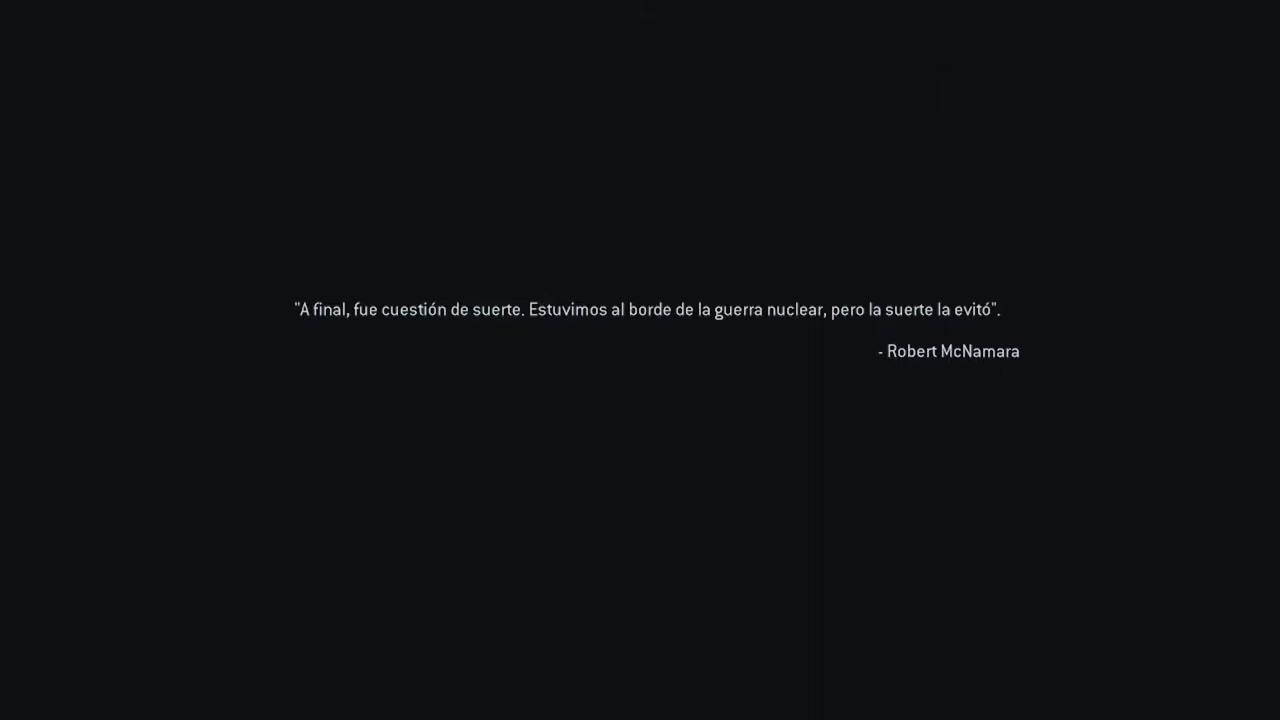 "A final, fue cuestión de suerte. Estuvimos al borde de la guerra nuclear, pero la suerte la evitó".
- Robert McNamara